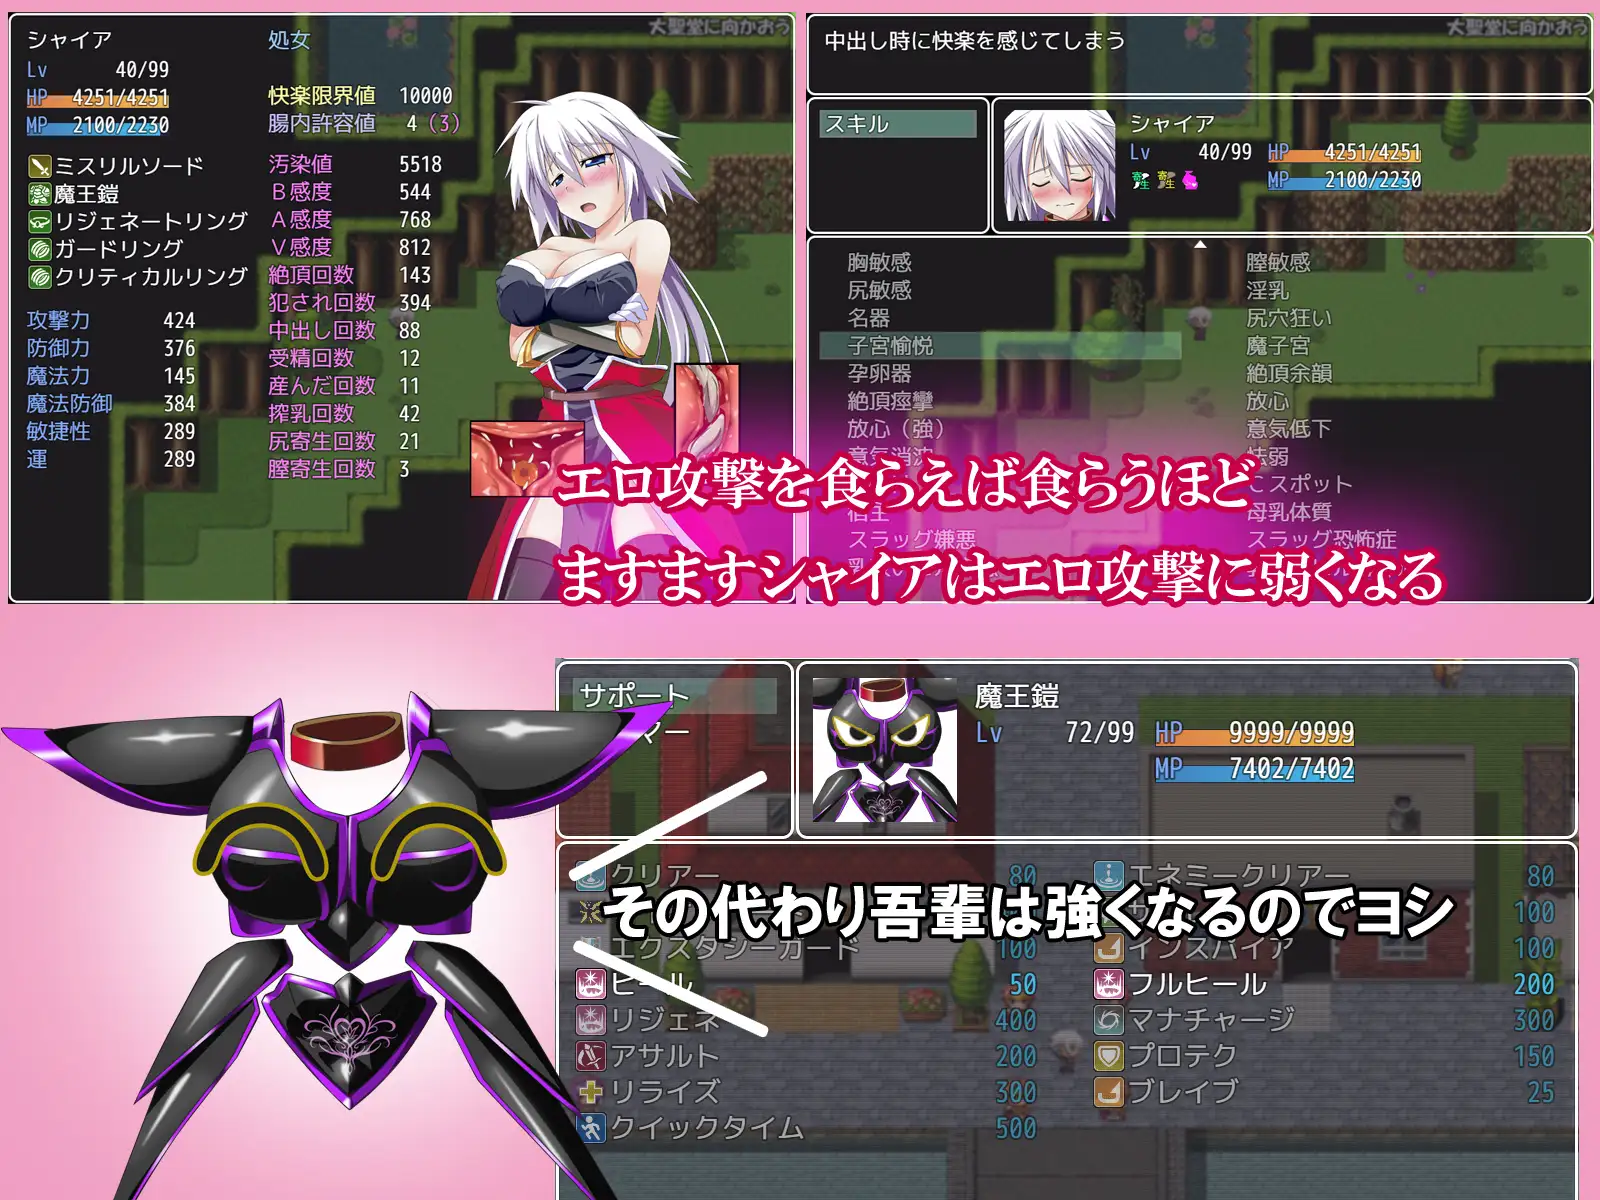 大聖堂に向かおう
シャイア
処女
Lv 40/99
HP 4251/4251
MP 2100/2230
快楽限界値 10000
腸内許容値 4 (3)
ミスリルソード
魔王鎧
リジェネートリング
ガードリング
クリティカルリング
汚染値 5518
B感度 544
A感度 768
V感度 812
絶頂回数 143
犯され回数 394
中出し回数 88
受精回数 12
産んだ回数 11
搾乳回数 42
尻寄生回数 21
膣寄生回数 3
攻撃力 424
防御力 376
魔法力 145
魔法防御 384
敏捷性 289
運 289
大聖堂に向かおう
中出し時に快楽を感じてしまう
スキル
シャイア
Lv 40/99 HP 4251/4251
寄生 寄生 MP 2100/2230
胸敏感 膣敏感
尻敏感 淫乳
名器 尻穴狂い
子宮愉悦 魔子宮
孕卵器 絶頂余韻
絶頂痙攣 放心
放心（強） 意気低下
意気消沈 怯弱
Cスポット
宿主 母乳体質
スラッグ嫌悪 スラッグ恐怖症
エロ攻撃を食らえば食らうほど
ますますシャイアはエロ攻撃に弱くなる
サポート
マー
魔王鎧
Lv 72/99 HP 9999/9999
MP 7402/7402
クリアー 80 エネミークリアー 80
100
エクスタシーガード 100 インスパイア 100
ヒール 50 フルヒール 200
リジェネ 400 マナチャージ 300
アサルト 200 プロテク 150
リライズ 300 ブレイブ 25
クイックタイム 500
その代わり吾輩は強くなるのでヨシ